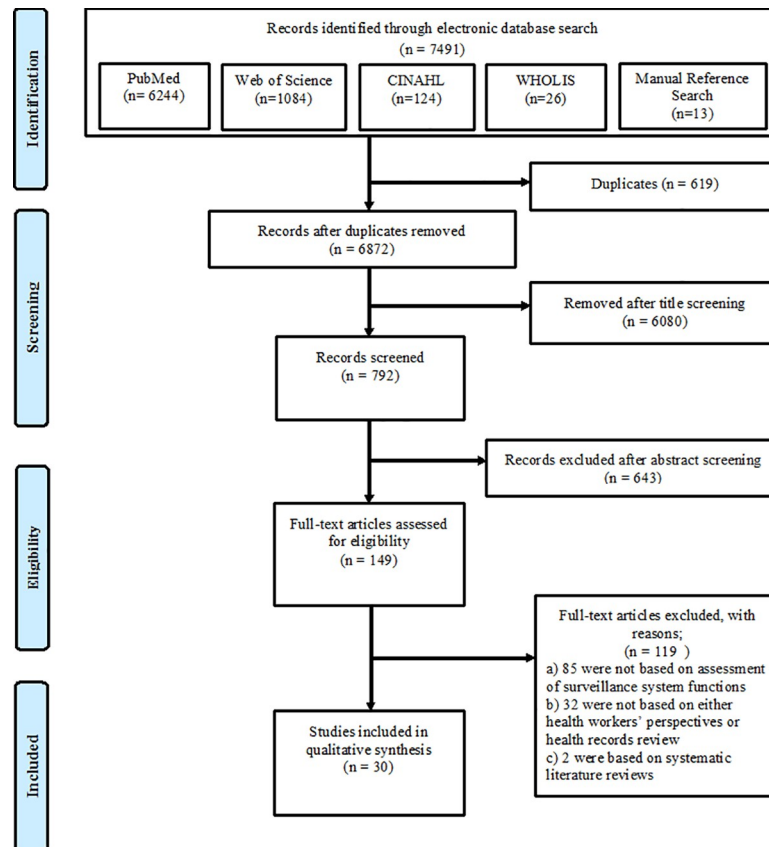 Identification
Records identified through electronic database search
(n = 7491)
PubMed
(n= 6244)
Web of Science
(n=1084)
CINAHL
(n=124)
WHOLIS
(n=26)
Manual Reference
Search
(n=13)
Duplicates (n = 619)
Screening
Records after duplicates removed
(n = 6872)
Removed after title screening
(n = 6080)
Records screened
(n = 792)
Records excluded after abstract screening
(n = 643)
Eligibility
Full-text articles assessed
for eligibility
(n = 149)
Full-text articles excluded, with
reasons;
(n = 119 )
a) 85 were not based on assessment
of surveillance system functions
b) 32 were not based on either
health workers' perspectives or
health records review
c) 2 were based on systematic
literature reviews
Included
Studies included in
qualitative synthesis
(n = 30)